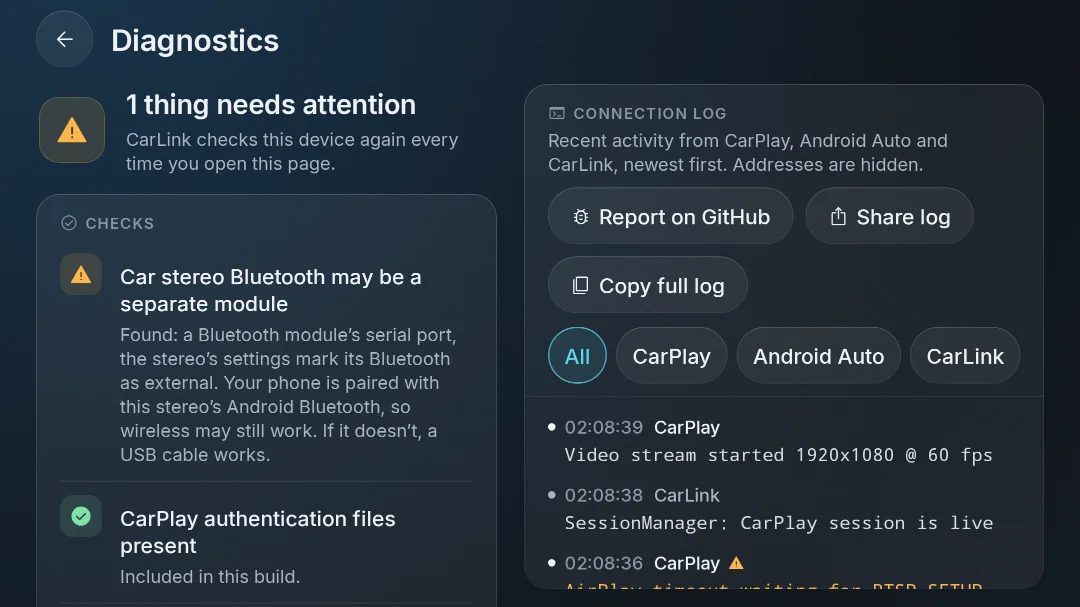 Diagnostics
1 thing needs attention
CarLink checks this device again every
time you open this page.
CHECKS
Car stereo Bluetooth may be a
separate module
Found: a Bluetooth module's serial port,
the stereo's settings mark its Bluetooth
as external. Your phone is paired with
this stereo's Android Bluetooth, so
wireless may still work. If it doesn't, a
USB cable works.
CarPlay authentication files
present
Included in this build.
CONNECTION LOG
Recent activity from CarPlay, Android Auto and
CarLink, newest first. Addresses are hidden.
Report on GitHub
Share log
Copy full log
All
CarPlay
Android Auto
CarLink
02:08:39 CarPlay
Video stream started 1920x1080 @ 60 fps
02:08:38 CarLink
SessionManager: CarPlay session is live
02:08:36 CarPlay
AirPlay timeout waiting for RTSP SETUP